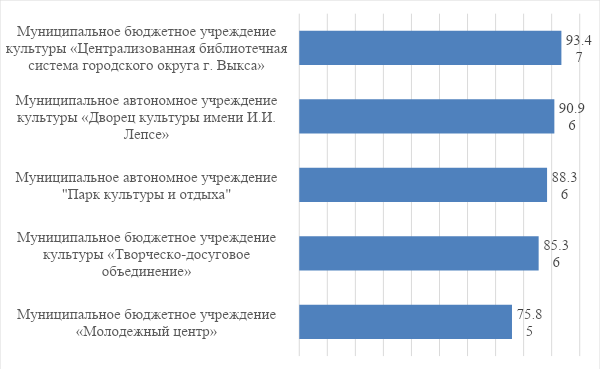 Муниципальное бюджетное учреждение
культуры «Централизованная библиотечная
система городского округа г. Выкса»
93.4
7
Муниципальное автономное учреждение
культуры «Дворец культуры имени И.И.
Лепсе»
90.9
6
Муниципальное автономное учреждение
"Парк культуры и отдыха"
88.3
6
Муниципальное бюджетное учреждение
культуры «Творческо-досуговое
объединение»
85.3
6
Муниципальное бюджетное учреждение
«Молодежный центр»
75.8
5